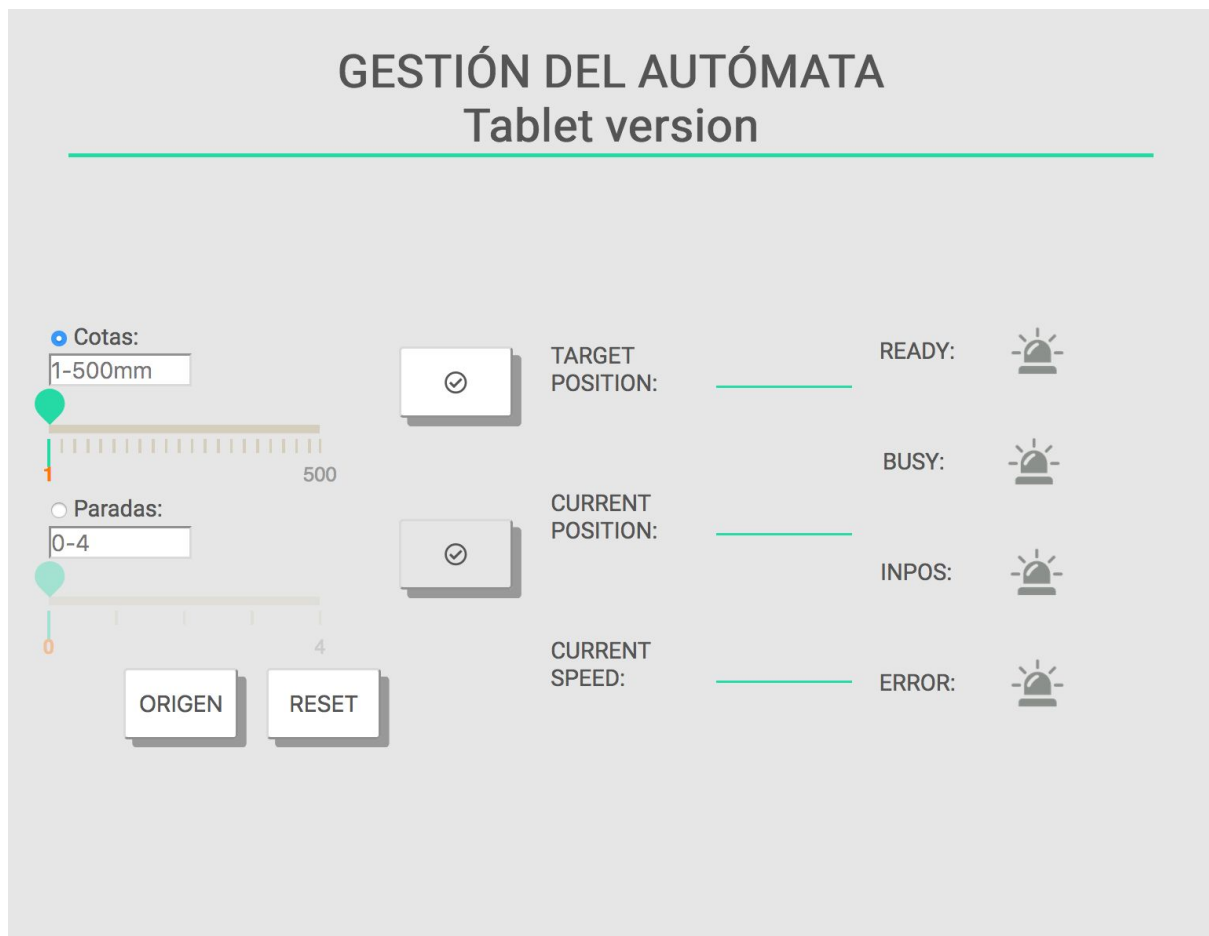 GESTIÓN DEL AUTÓMATA
Tablet version
Cotas:
1-500mm
1
500
Paradas:
0-4
0
4
ORIGEN
RESET
TARGET
POSITION:
CURRENT
POSITION:
CURRENT
SPEED:
READY:
BUSY:
INPOS:
ERROR: